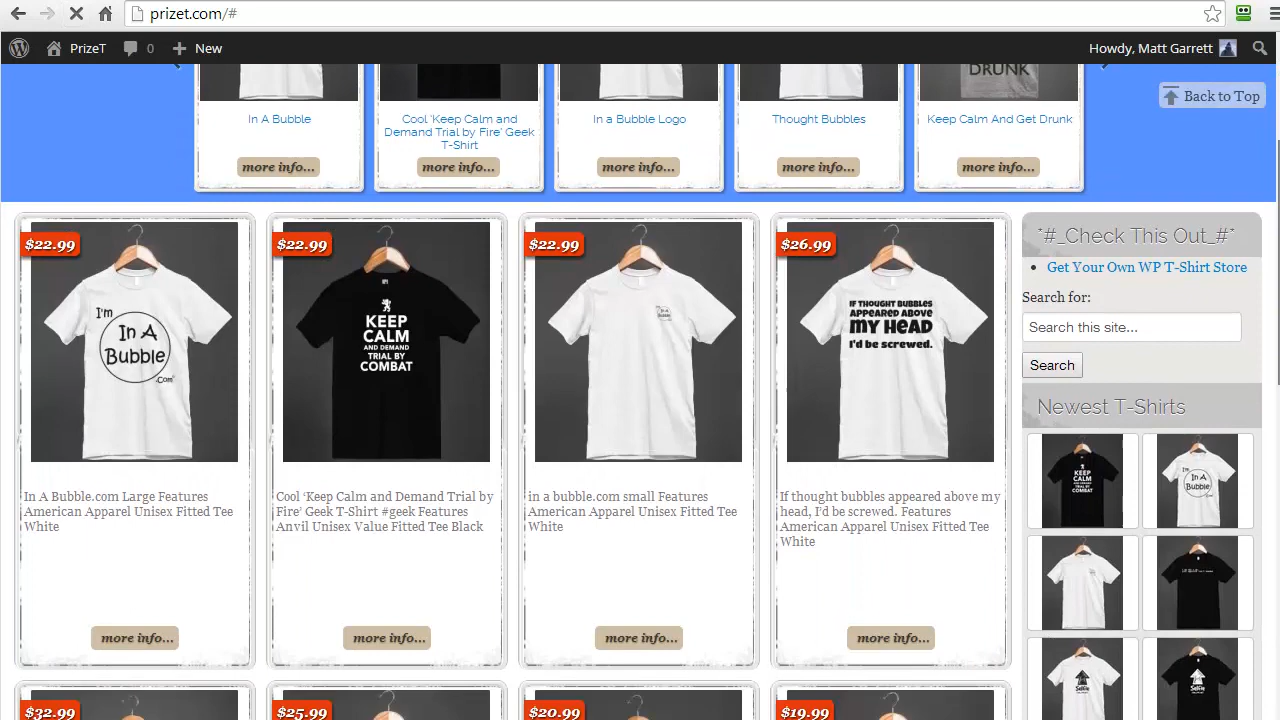 prizet.com/#
PrizeT
0
New
Howdy, Matt Garrett
DRUNK
Back to Top
In A Bubble
Cool 'Keep Calm and
Demand Trial by Fire' Geek
T-Shirt
In a Bubble Logo
Thought Bubbles
Keep Calm And Get Drunk
more info...
more info...
more info...
more info...
more info...
$22.99
I'm
In A
Bubble
.Com
In A Bubble.com Large Features
American Apparel Unisex Fitted Tee
White
more info...
$22.99
KEEP
CALM
AND DEMAND
TRIAL BY
COMBAT
Cool ‘Keep Calm and Demand Trial by
Fire’ Geek T-Shirt #geek Features
Anvil Unisex Value Fitted Tee Black
more info...
$22.99
in a bubble.com small Features
American Apparel Unisex Fitted Tee
White
more info...
$26.99
IF THOUGHT BUBBLES
APPEARED ABOVE
MY HEAD
I'd be screwed.
If thought bubbles appeared above my
head, I’d be screwed. Features
American Apparel Unisex Fitted Tee
White
more info...
*#_Check This Out_#*
Get Your Own WP T-Shirt Store
Search for:
Search this site...
Search
Newest T-Shirts
KEEP
CALM
AND DEMAND
TRIAL BY
COMBAT
I'm
In A
Bubble
Selfie
Selfie
$32.99
$25.99
$20.99
$19.99